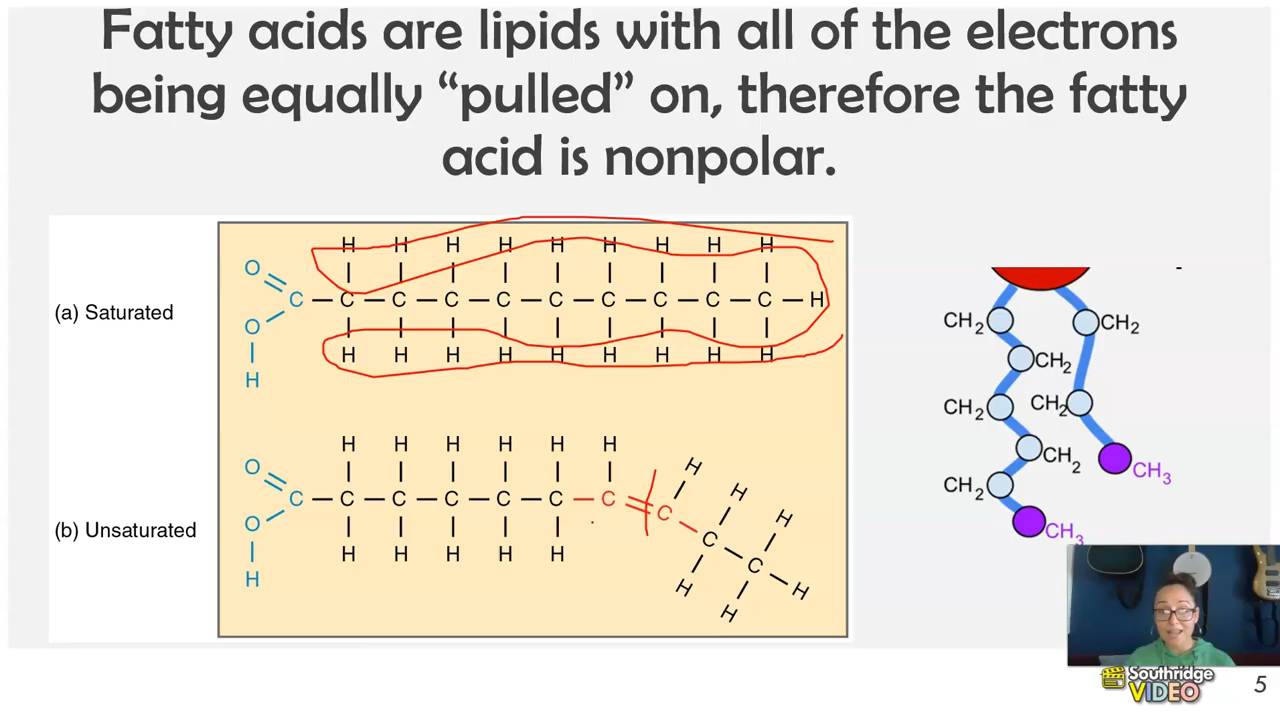 Fatty acids are lipids with all of the electrons
being equally “pulled” on, therefore the fatty
acid is nonpolar.
(a) Saturated
H H H H H H H H H
O
C C C C C C C C C C H
O
H H H H H H H H H
H
(b) Unsaturated
H H H H H H
H
O
H
H
C C C C C C C C
C
C
O
H H H H H
H
H
H
H
CH2
CH2
CH2
CH2
CH2
CH2
CH2
CH3
CH3
Southridge
VIDEO
5